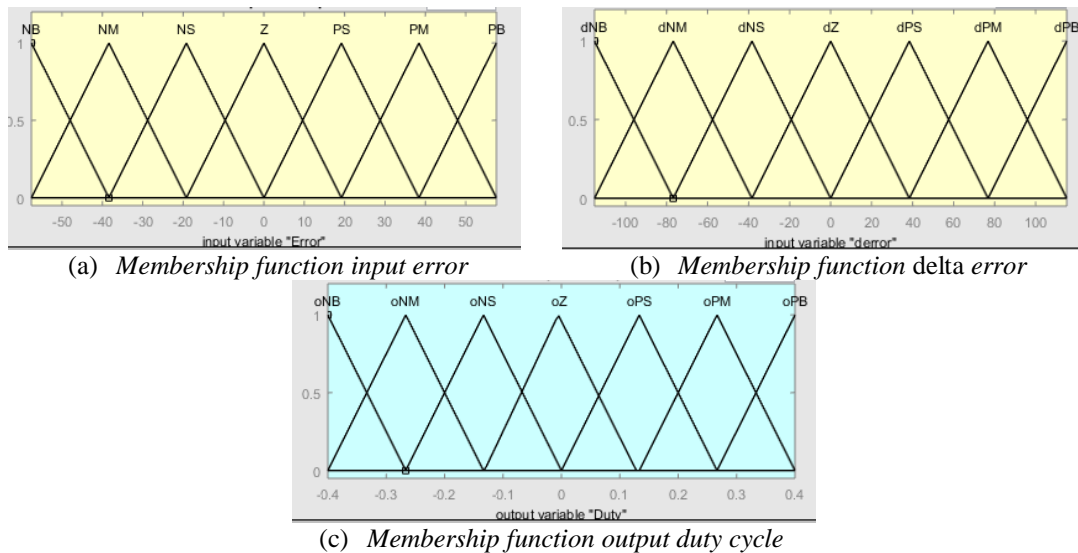 NB NM NS Z PS PM PB
1
0.5
0
-50 -40 -30 -20 -10 0 10 20 30 40 50
input variable "Error"
(a) Membership function input error
dNB dNM dNS dZ dPS dPM dPB
1
0.5
0
-100 -80 -60 -40 -20 0 20 40 60 80 100
input variable "derror"
(b) Membership function delta error
oNB oNM oNS oZ oPS oPM oPB
1
0.5
0
-0.4 -0.3 -0.2 -0.1 0 0.1 0.2 0.3 0.4
output variable "Duty"
(c) Membership function output duty cycle